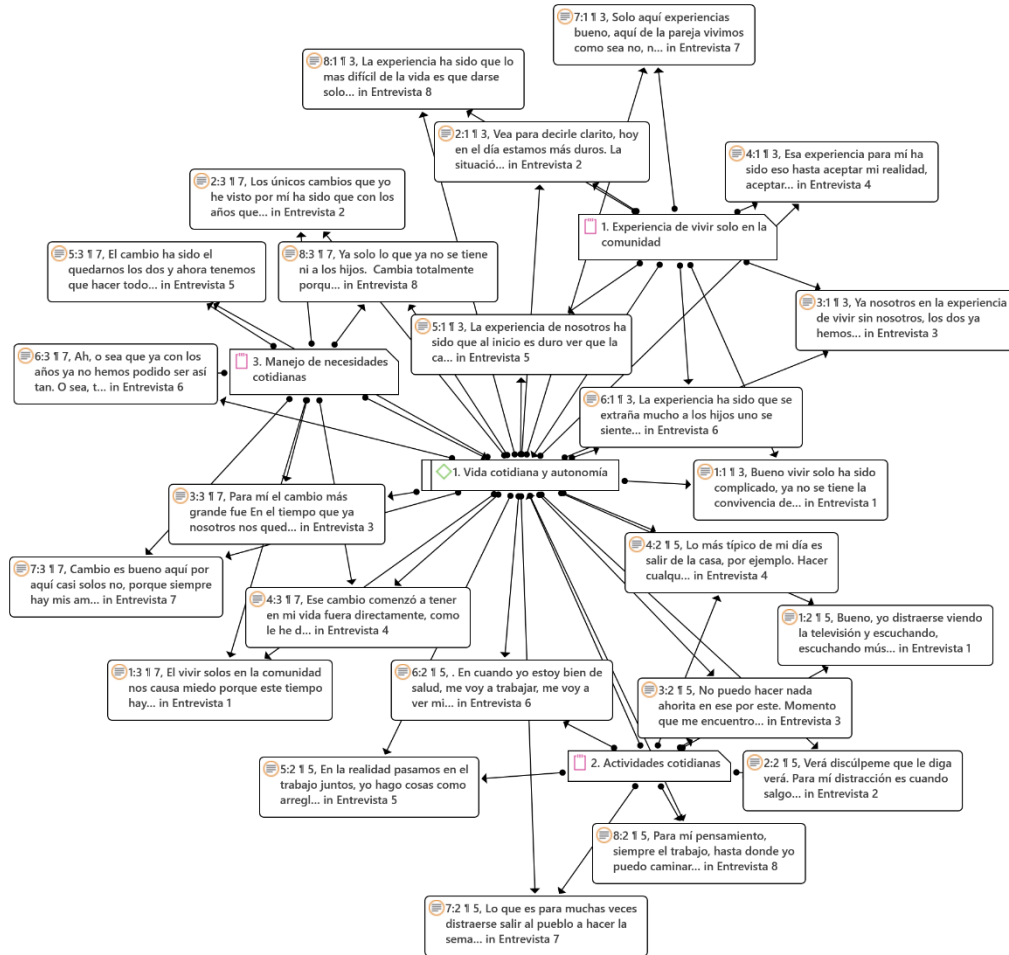 7:1 ¶ 3, Solo aquí experiencias
bueno, aquí de la pareja vivimos
como sea no, n... in Entrevista 7
8:1 ¶ 3, La experiencia ha sido que lo
mas difícil de la vida es que darse
solo... in Entrevista 8
2:1 ¶ 3, Vea para decirle clarito, hoy
en el día estamos más duros. La
situació... in Entrevista 2
4:1 ¶ 3, Esa experiencia para mí ha
sido eso hasta aceptar mi realidad,
aceptar... in Entrevista 4
2:3 ¶ 7, Los únicos cambios que yo
he visto por mí ha sido que con los
años que... in Entrevista 2
1. Experiencia de vivir solo en la
comunidad
5:3 ¶ 7, El cambio ha sido el
quedarnos los dos y ahora tenemos
que hacer todo... in Entrevista 5
8:3 ¶ 7, Ya solo lo que ya no se tiene
ni a los hijos.  Cambia totalmente
porqu... in Entrevista 8
3:1 ¶ 3, Ya nosotros en la experiencia
de vivir sin nosotros, los dos ya
hemos... in Entrevista 3
5:1 ¶ 3, La experiencia de nosotros ha
sido que al inicio es duro ver que la
ca... in Entrevista 5
6:3 ¶ 7, Ah, o sea que ya con los
años ya no hemos podido ser así
tan. O sea, t... in Entrevista 6
3. Manejo de necesidades
cotidianas
6:1 ¶ 3, La experiencia ha sido que se
extraña mucho a los hijos uno se
siente... in Entrevista 6
1. Vida cotidiana y autonomía
1:1 ¶ 3, Bueno vivir solo ha sido
complicado, ya no se tiene la
convivencia de... in Entrevista 1
3:3 ¶ 7, Para mí el cambio más
grande fue En el tiempo que ya
nosotros nos qued... in Entrevista 3
4:2 ¶ 5, Lo más típico de mi día es
salir de la casa, por ejemplo. Hacer
cualqu... in Entrevista 4
7:3 ¶ 7, Cambio es bueno aquí por
aquí casi solos no, porque siempre
hay mis am... in Entrevista 7
4:3 ¶ 7, Ese cambio comenzó a tener
en mi vida fuera directamente, como
le he d... in Entrevista 4
1:2 ¶ 5, Bueno, yo distraerse viendo
la televisión y escuchando,
escuchando mús... in Entrevista 1
1:3 ¶ 7, El vivir solos en la comunidad
nos causa miedo porque este tiempo
hay... in Entrevista 1
6:2 ¶ 5, . En cuando yo estoy bien de
salud, me voy a trabajar, me voy a
ver mi... in Entrevista 6
3:2 ¶ 5, No puedo hacer nada
ahorita en ese por este. Momento
que me encuentro... in Entrevista 3
5:2 ¶ 5, En la realidad pasamos en el
trabajo juntos, yo hago cosas como
arregl... in Entrevista 5
2. Actividades cotidianas
2:2 ¶ 5, Verá discúlpeme que le diga
verá. Para mí distracción es cuando
salgo... in Entrevista 2
8:2 ¶ 5, Para mí pensamiento,
siempre el trabajo, hasta donde yo
puedo caminar... in Entrevista 8
7:2 ¶ 5, Lo que es para muchas veces
distraerse salir al pueblo a hacer la
sema... in Entrevista 7